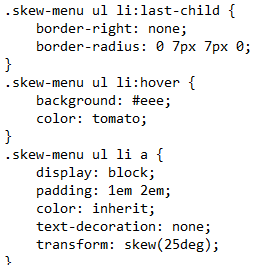 .skew-menu ul li:last-child {
    border-right: none;
    border-radius: 0 7px 7px 0;
}
.skew-menu ul li:hover {
    background: #eee;
    color: tomato;
}
.skew-menu ul li a {
    display: block;
    padding: 1em 2em;
    color: inherit;
    text-decoration: none;
    transform: skew(25deg);
}